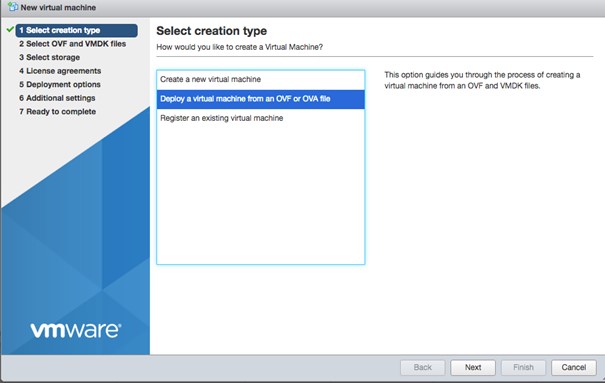 New virtual machine
1 Select creation type
2 Select OVF and VMDK files
3 Select storage
4 License agreements
5 Deployment options
6 Additional settings
7 Ready to complete
Select creation type
How would you like to create a Virtual Machine?
Create a new virtual machine
Deploy a virtual machine from an OVF or OVA file
Register an existing virtual machine
This option guides you through the process of creating a
virtual machine from an OVF and VMDK files.
vmware®
Back Next Finish Cancel